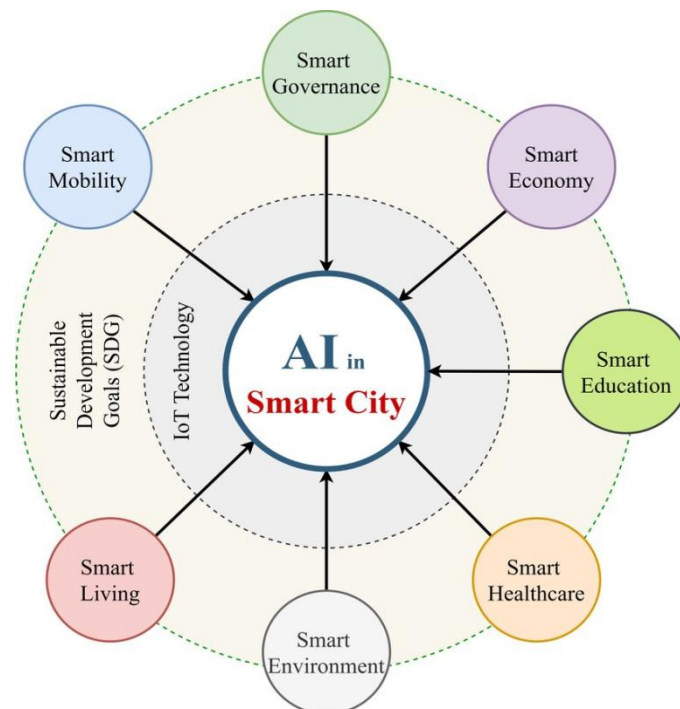 Smart
Governance
Smart
Mobility
Smart
Economy
Sustainable
Development
Goals (SDG)
IoT Technology
AI in
Smart City
Smart
Education
Smart
Living
Smart
Healthcare
Smart
Environment